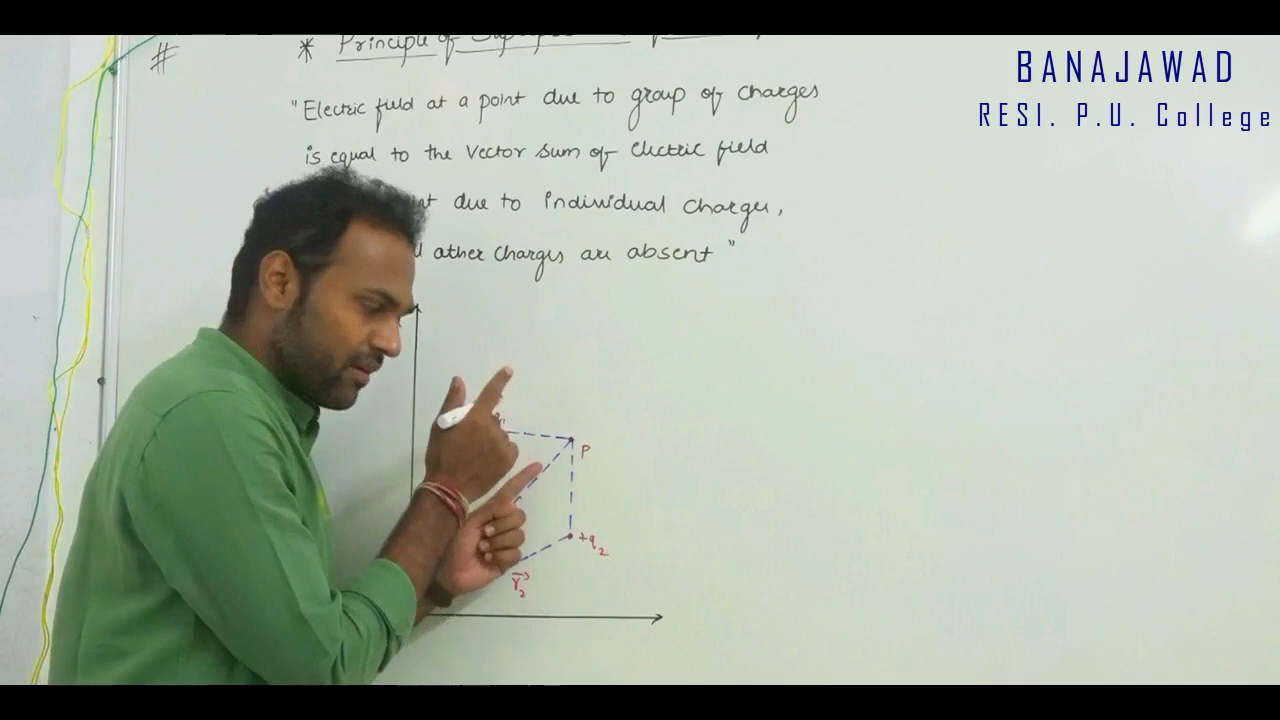 BANAJAWAD
RESI. P.U. College
#
* Principle of
"Electric field at a point due to group of charges
is equal to the vector sum of electric field
due to individual charges,
other charges are absent"
P
+q2
r⃗2